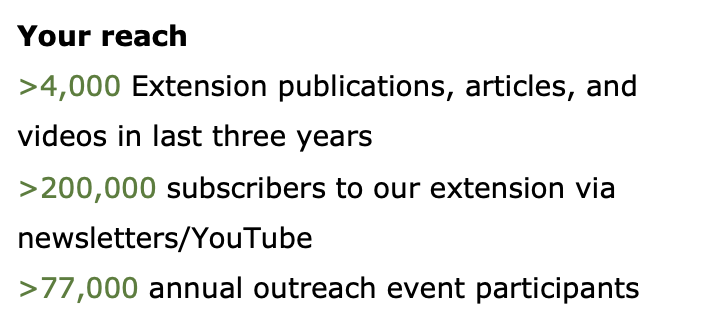 Your reach
>4,000 Extension publications, articles, and
videos in last three years
>200,000 subscribers to our extension via
newsletters/YouTube
>77,000 annual outreach event participants